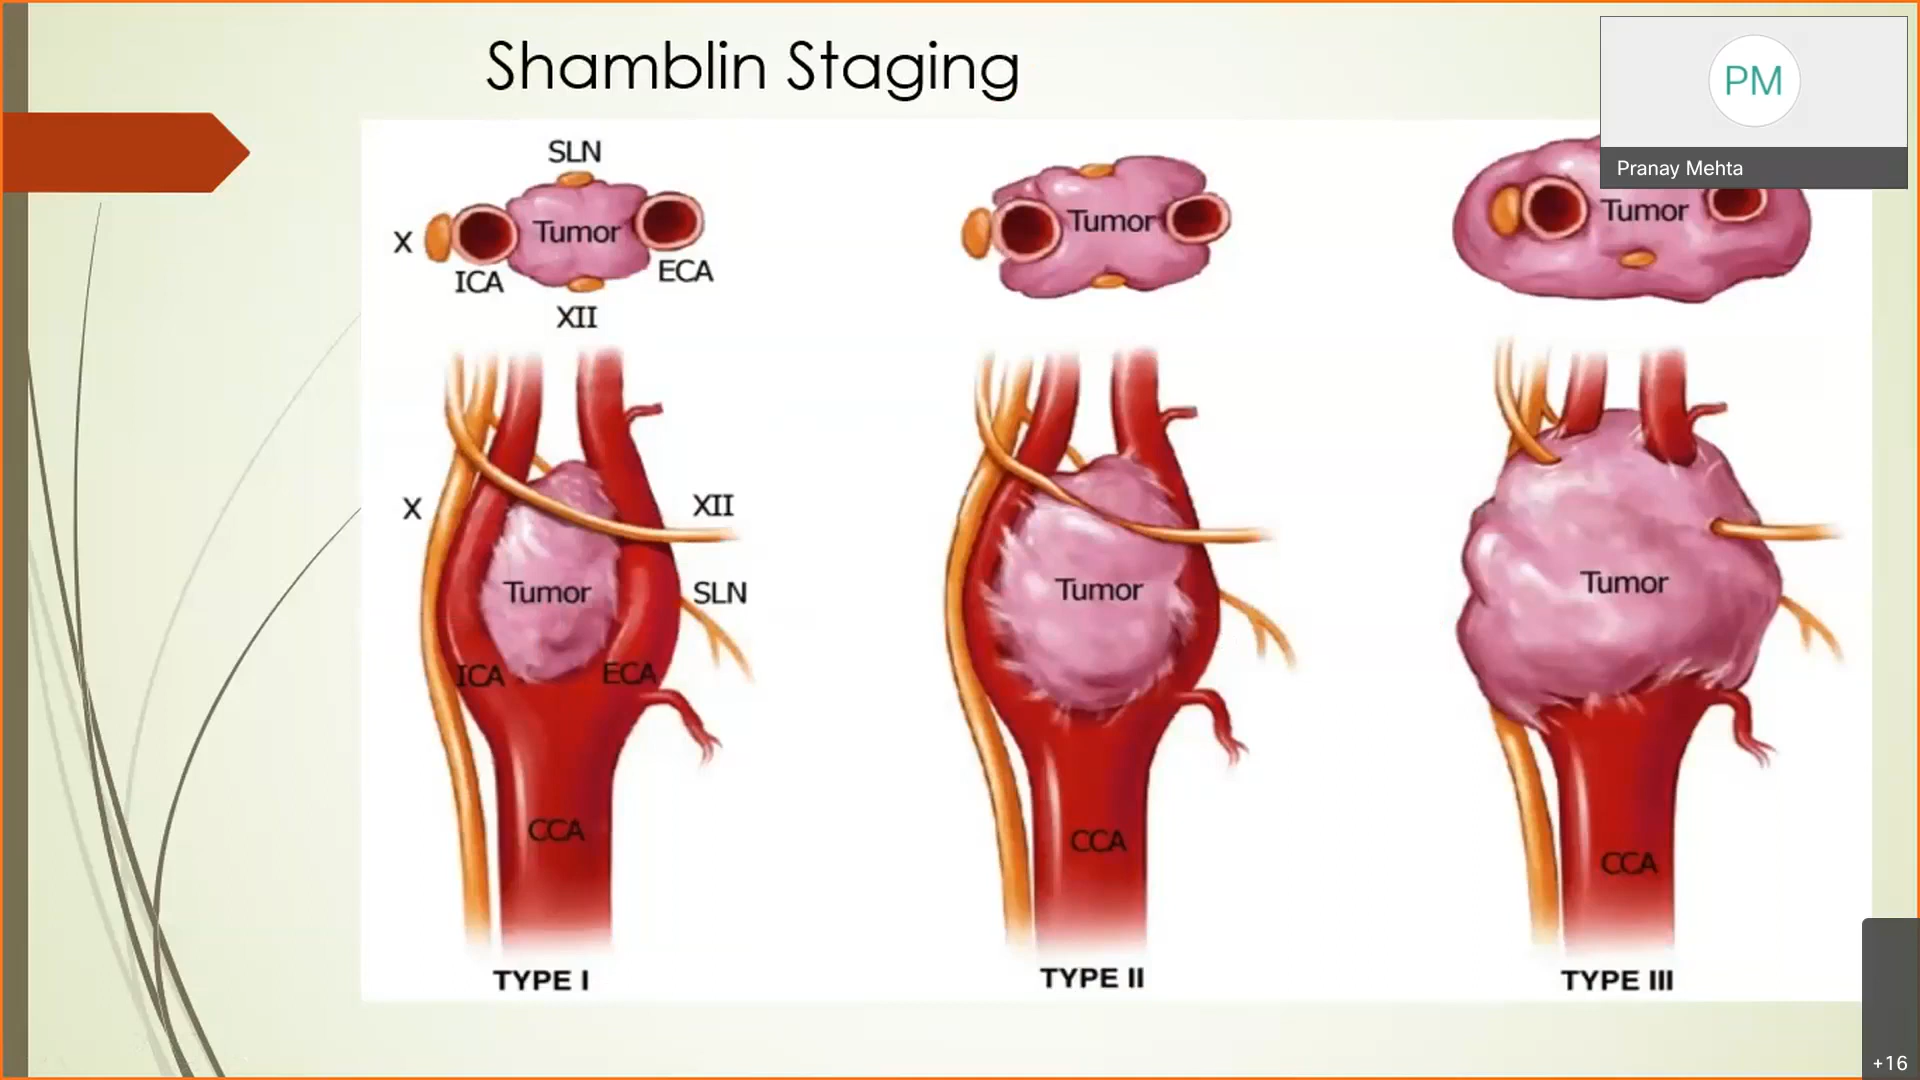 Shamblin Staging
PM
Pranay Mehta
SLN
X
Tumor
ICA
ECA
XII
Tumor
Tumor
X
XII
Tumor
SLN
ICA
ECA
CCA
TYPE I
Tumor
CCA
TYPE II
Tumor
CCA
TYPE III
+16